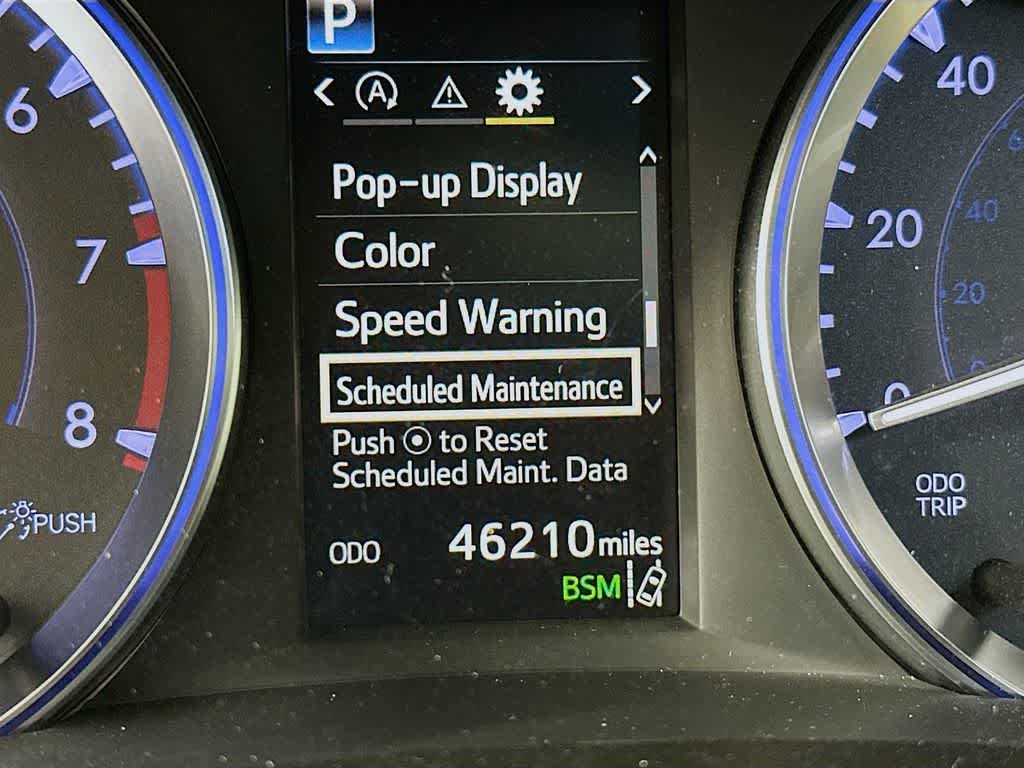 P
A
Pop-up Display
Color
Speed Warning
Scheduled Maintenance
Push ⦿ to Reset
Scheduled Maint. Data
ODO 46210 miles
BSM
6
7
8
PUSH
40
20
0
40
20
ODO
TRIP